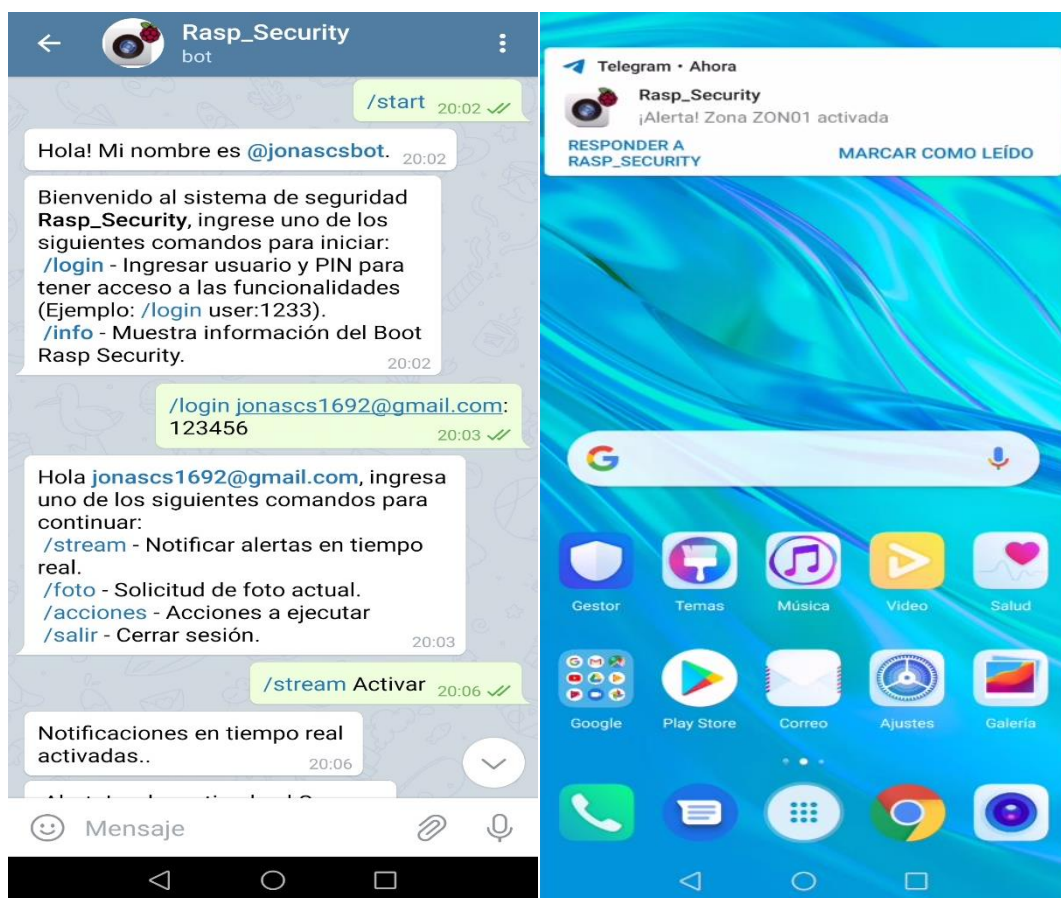 Rasp_Security
bot
/start 20:02
Hola! Mi nombre es @jonascsbot. 20:02
Bienvenido al sistema de seguridad
Rasp_Security, ingrese uno de los
siguientes comandos para iniciar:
/login - Ingresar usuario y PIN para
tener acceso a las funcionalidades
(Ejemplo: /login user:1233).
/info - Muestra información del Boot
Rasp Security. 20:02
/login jonascs1692@gmail.com:
123456 20:03
Hola jonascs1692@gmail.com, ingresa
uno de los siguientes comandos para
continuar:
/stream - Notificar alertas en tiempo
real.
/foto - Solicitud de foto actual.
/acciones - Acciones a ejecutar
/salir - Cerrar sesión. 20:03
/stream Activar 20:06
Notificaciones en tiempo real
activadas.. 20:06
Mensaje
Telegram • Ahora
Rasp_Security
¡Alerta! Zona ZON01 activada
RESPONDER A
RASP_SECURITY
MARCAR COMO LEÍDO
Gestor Temas Música Video Salud
Google Play Store Correo Ajustes Galería